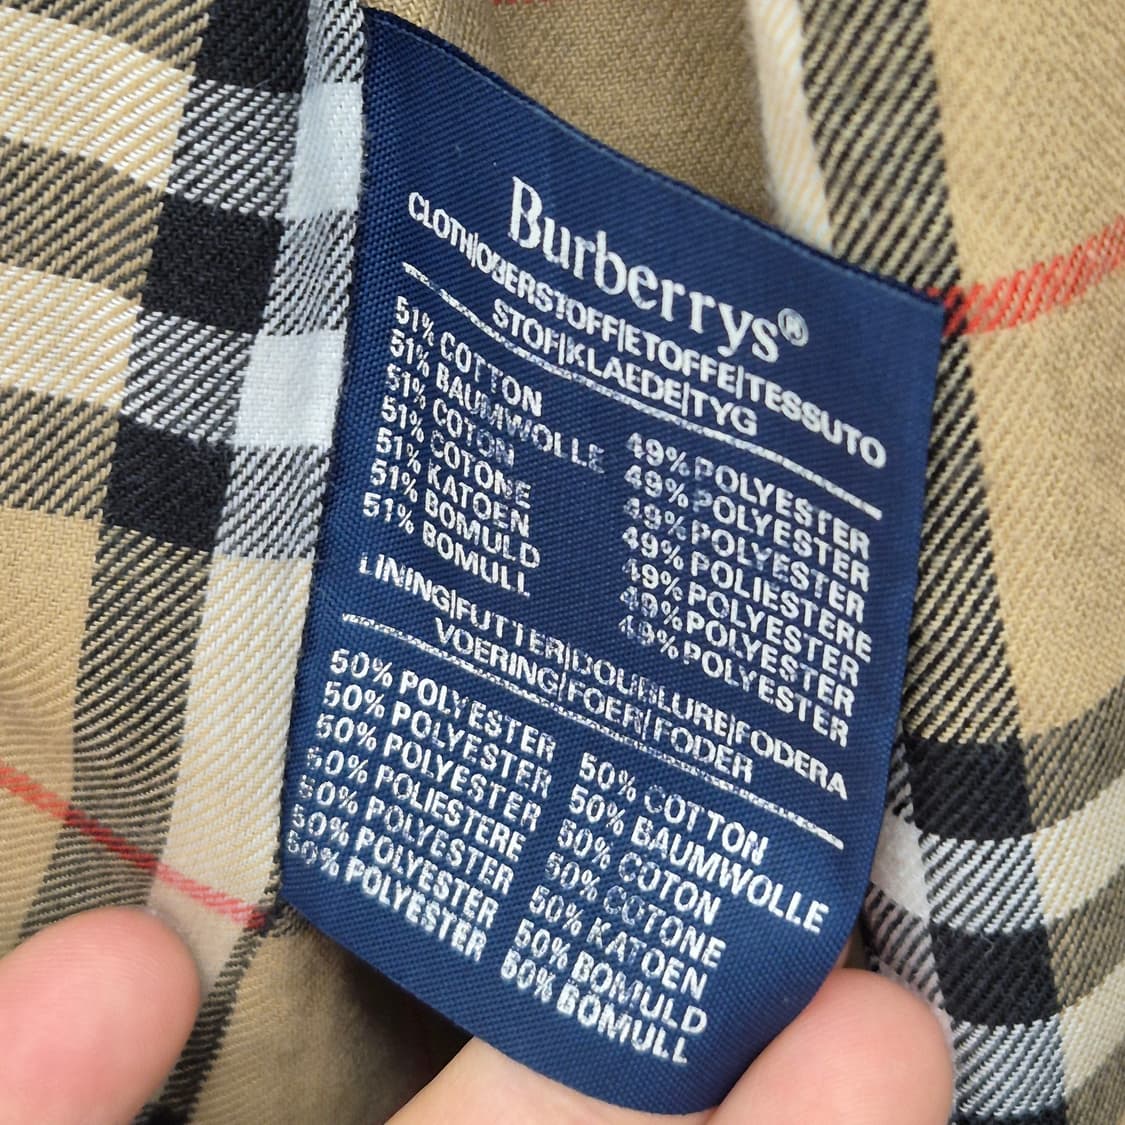 Burberrys®
CLOTH|OBERSTOFF|ETOFFE|TESSUTO
STOF|KLAEDE|TYG
51% COTTON 49% POLYESTER
51% BAUMWOLLE 49% POLYESTER
51% COTON 49% POLYESTER
51% COTONE 49% POLIESTERE
51% KATOEN 49% POLYESTER
51% BOMULD 49% POLYESTER
51% BOMULL 49% POLYESTER
LINING|FUTTER|DOUBLURE|FODERA
VOERING|FOER|FODER
50% POLYESTER 50% COTTON
50% POLYESTER 50% BAUMWOLLE
50% POLYESTER 50% COTON
50% POLIESTERE 50% COTONE
50% POLYESTER 50% KATOEN
50% POLYESTER 50% BOMULD
50% POLYESTER 50% BOMULL